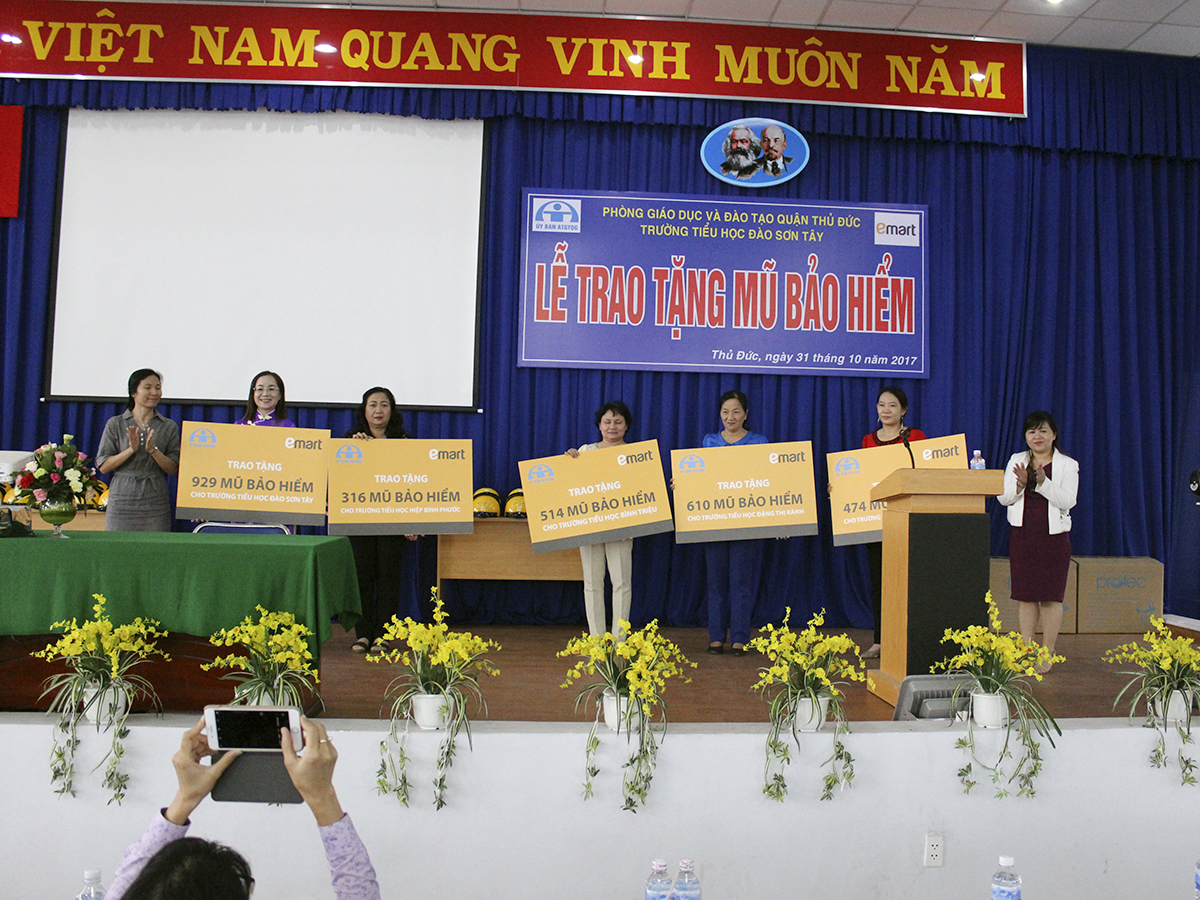 VIỆT NAM QUANG VINH MUÔN NĂM
PHÒNG GIÁO DỤC VÀ ĐÀO TẠO QUẬN THỦ ĐỨC
TRƯỜNG TIỂU HỌC ĐÀO SƠN TÂY
ỦY BAN ATGTQG
emart
LỄ TRAO TẶNG MŨ BẢO HIỂM
Thủ Đức, ngày 31 tháng 10 năm 2017
emart
TRAO TẶNG
929 MŨ BẢO HIỂM
CHO TRƯỜNG TIỂU HỌC ĐÀO SƠN TÂY
emart
TRAO TẶNG
316 MŨ BẢO HIỂM
CHO TRƯỜNG TIỂU HỌC HIỆP BÌNH PHƯỚC
emart
TRAO TẶNG
514 MŨ BẢO HIỂM
CHO TRƯỜNG TIỂU HỌC BÌNH TRIỆU
emart
TRAO TẶNG
610 MŨ BẢO HIỂM
CHO TRƯỜNG TIỂU HỌC ĐẶNG THỊ RÀNH
emart
474
protec